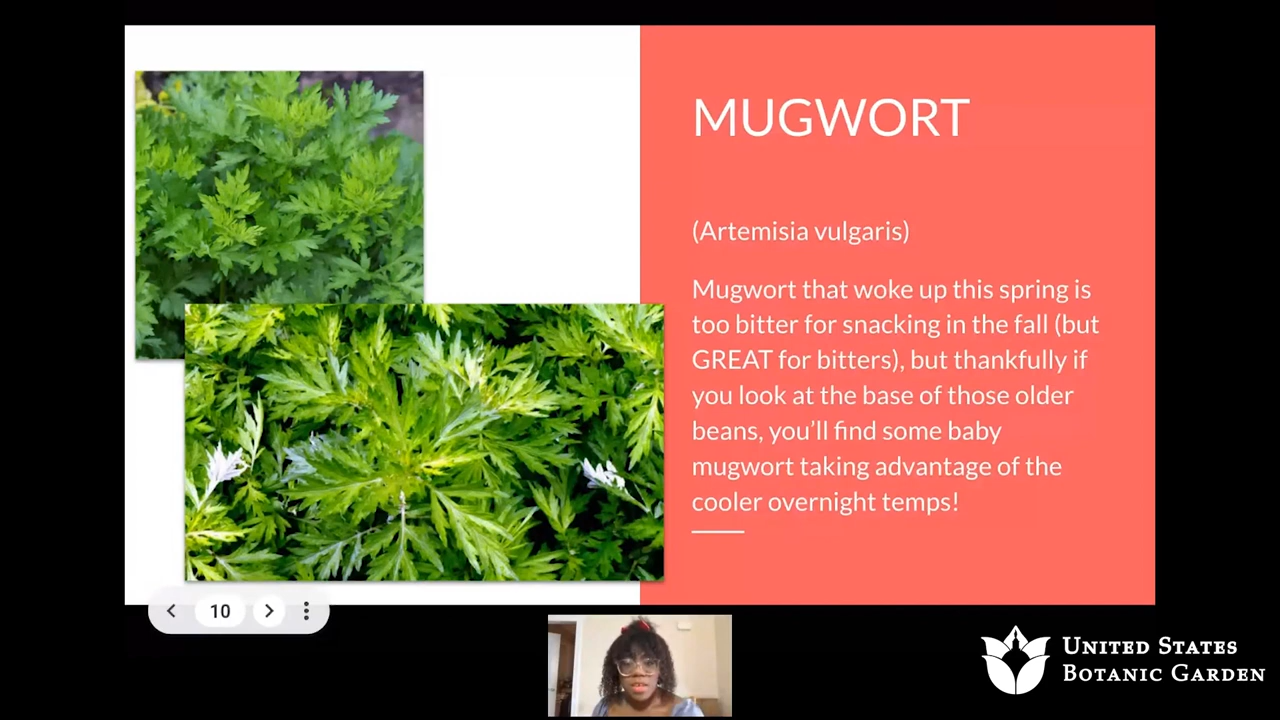 MUGWORT
(Artemisia vulgaris)
Mugwort that woke up this spring is
too bitter for snacking in the fall (but
GREAT for bitters), but thankfully if
you look at the base of those older
beans, you’ll find some baby
mugwort taking advantage of the
cooler overnight temps!
10
UNITED STATES
BOTANIC GARDEN